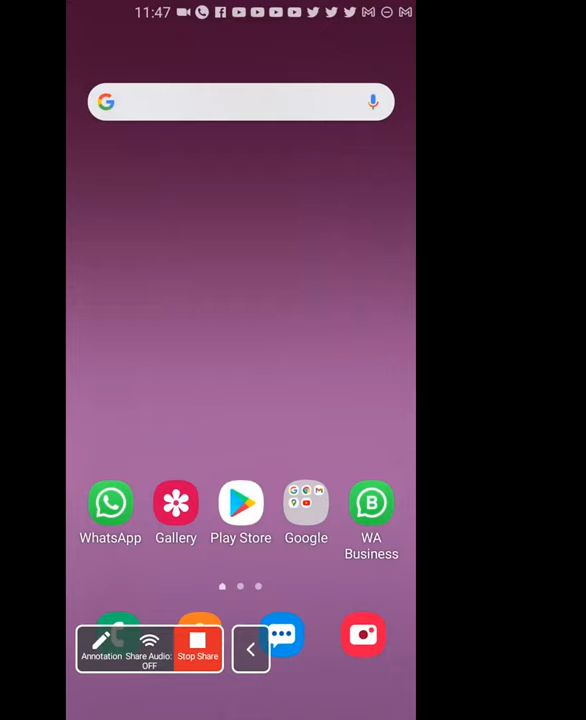 11:47
WhatsApp
Gallery
Play Store
Google
WA
Business
Annotation
Share Audio:
OFF
Stop Share